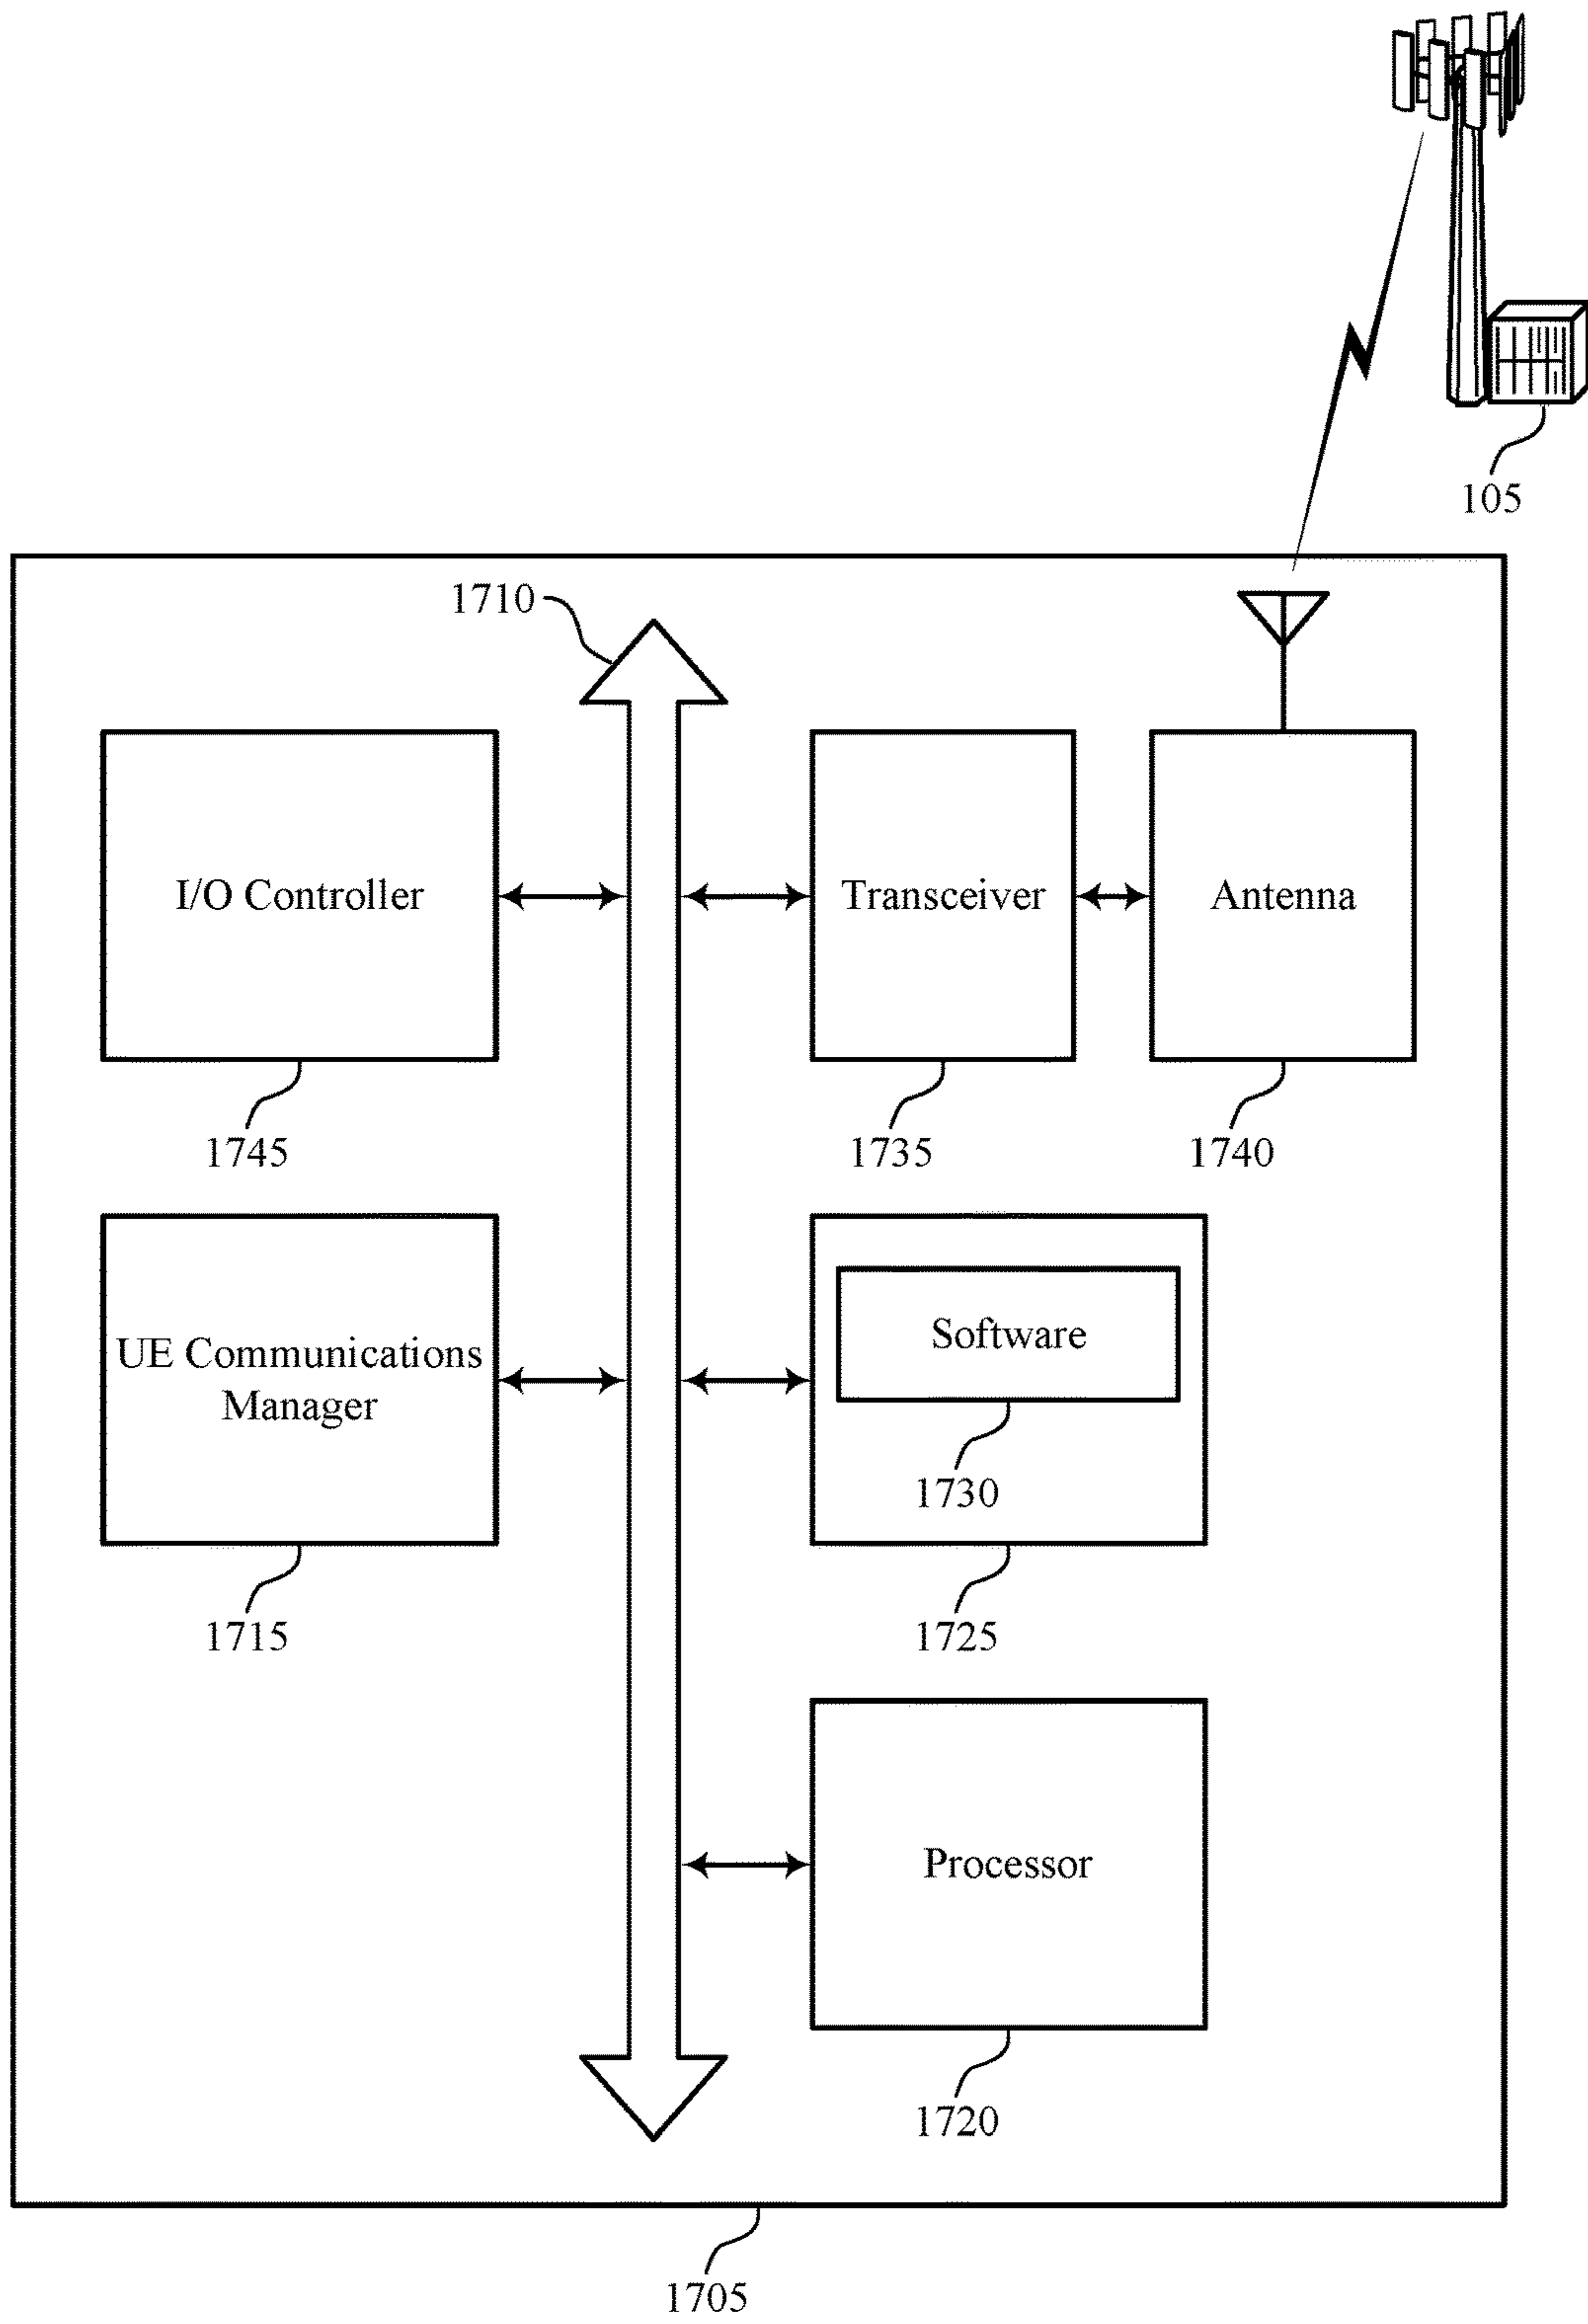 105
1710
I/O Controller
Transceiver
Antenna
1745
1735
1740
UE Communications
Manager
Software
1730
1715
1725
Processor
1720
1705